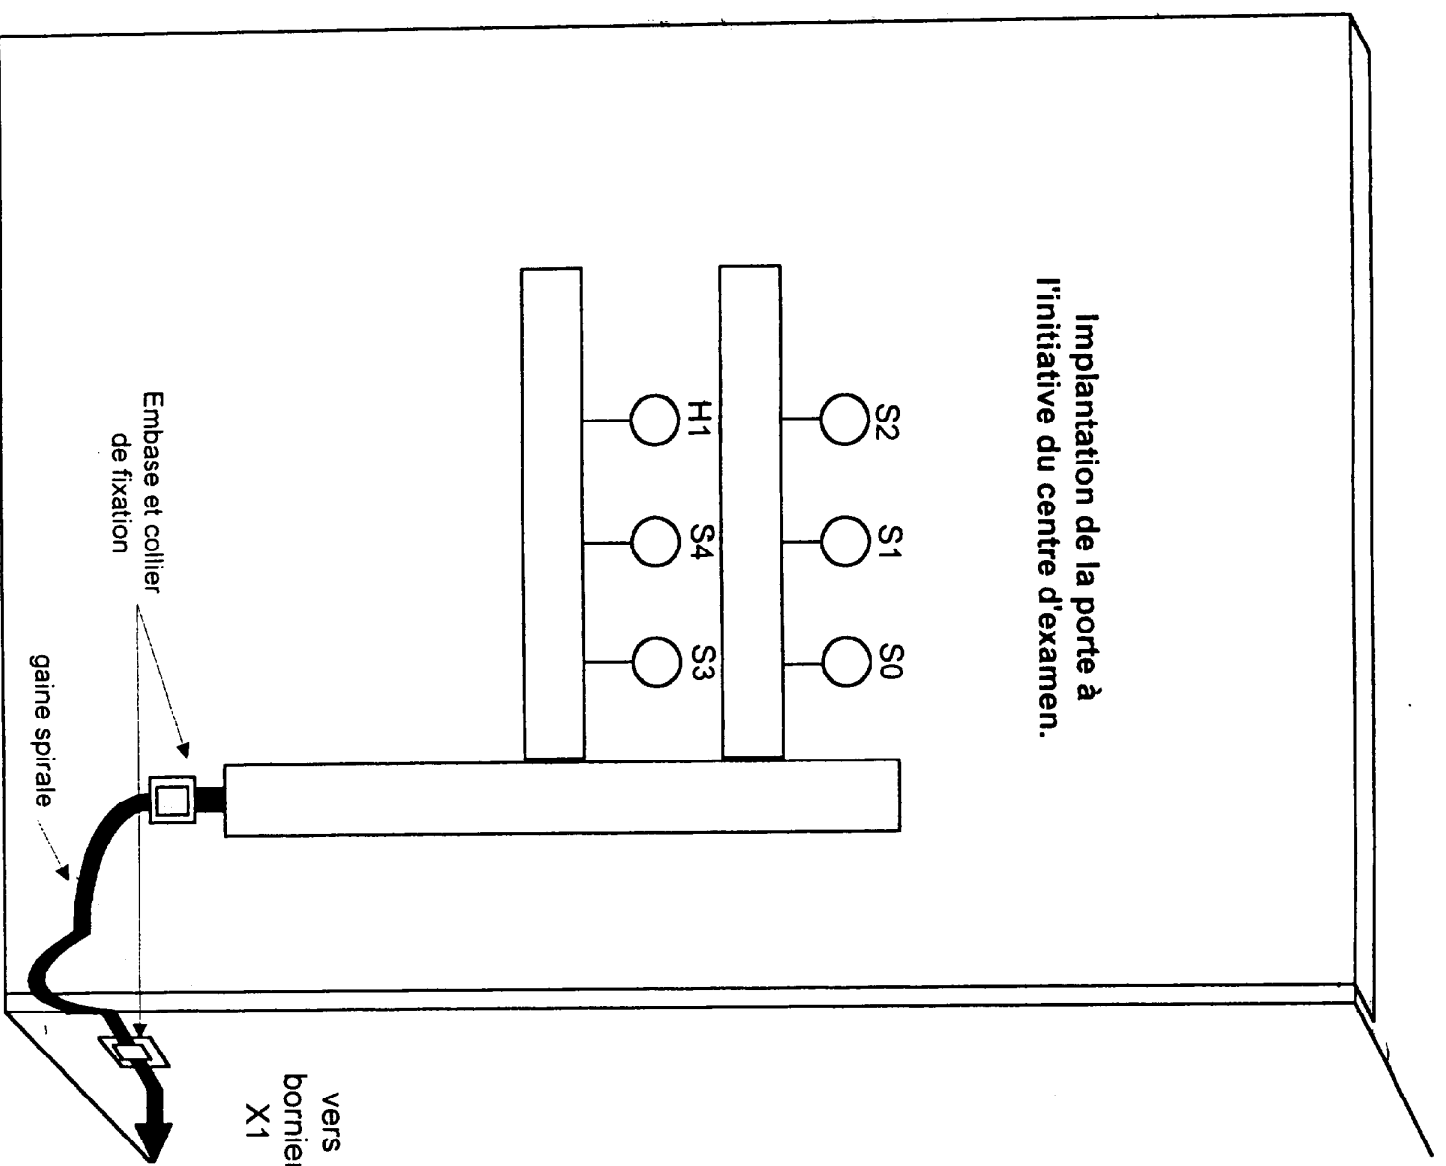 Implantation de la porte à
l'initiative du centre d'examen.
S2
S1
S0
H1
S4
S3
Embase et collier
de fixation
gaine spirale
vers
bornier
X1